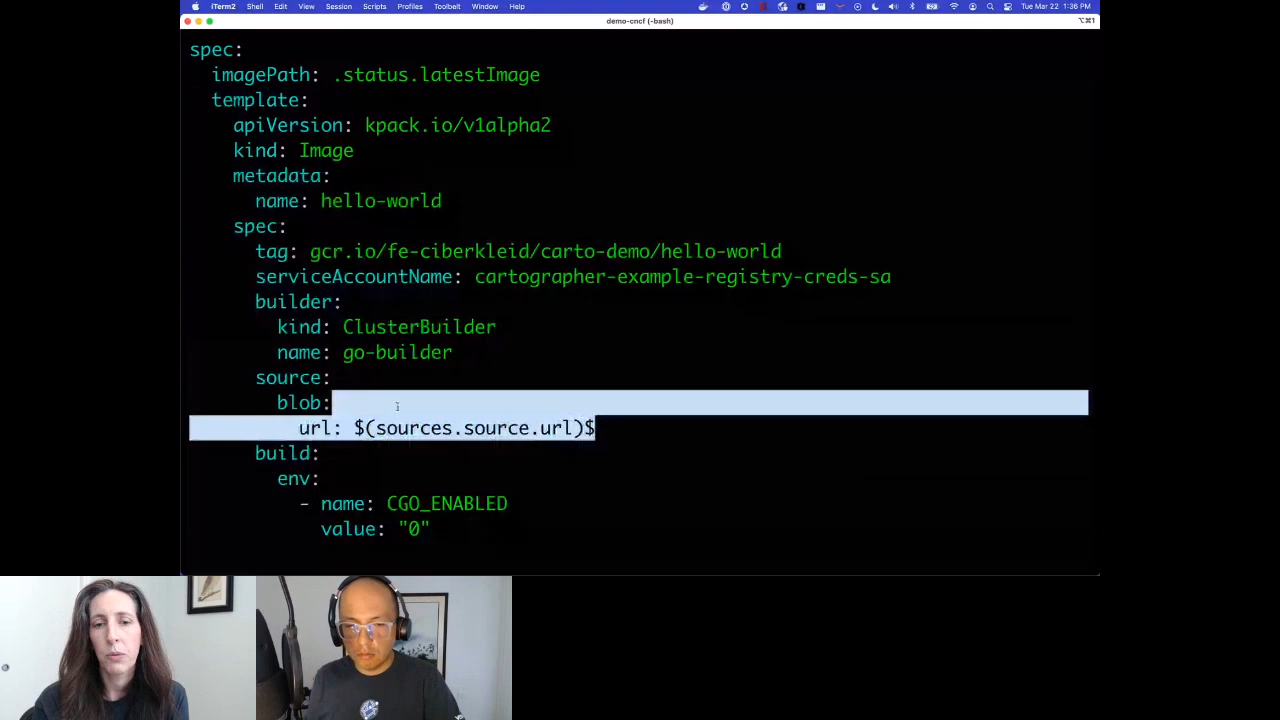 iTerm2 Shell Edit View Session Scripts Profiles Toolbelt Window Help
Tue Mar 22 1:36 PM
demo-cncf (-bash)
⌥⌘1
spec:
  imagePath: .status.latestImage
  template:
    apiVersion: kpack.io/v1alpha2
    kind: Image
    metadata:
      name: hello-world
    spec:
      tag: gcr.io/fe-ciberkleid/carto-demo/hello-world
      serviceAccountName: cartographer-example-registry-creds-sa
      builder:
        kind: ClusterBuilder
        name: go-builder
      source:
        blob:
          url: $(sources.source.url)$
      build:
        env:
          - name: CGO_ENABLED
            value: "0"